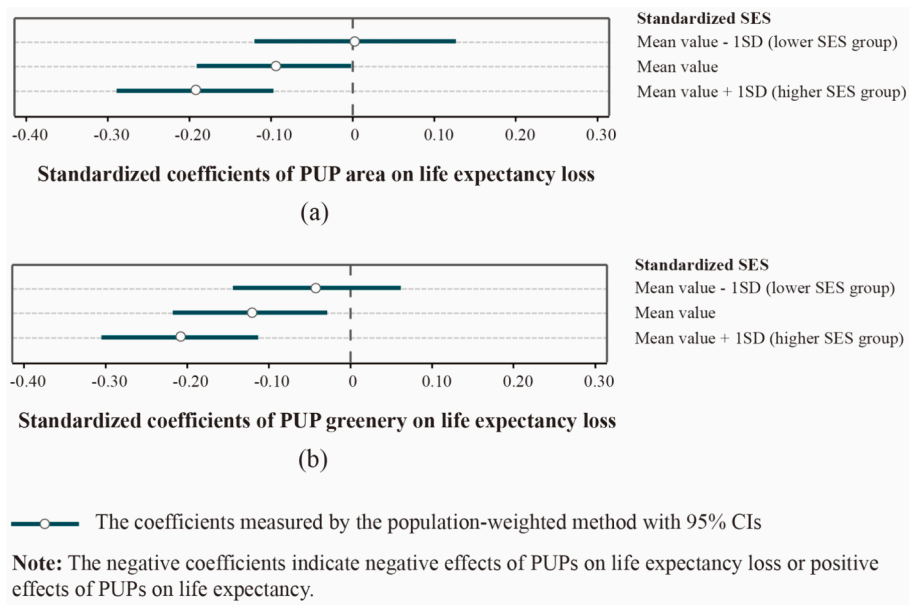 Standardized SES
Mean value - 1SD (lower SES group)
Mean value
Mean value + 1SD (higher SES group)
-0.40 -0.30 -0.20 -0.10 0 0.10 0.20 0.30
Standardized coefficients of PUP area on life expectancy loss
(a)
Standardized SES
Mean value - 1SD (lower SES group)
Mean value
Mean value + 1SD (higher SES group)
-0.40 -0.30 -0.20 -0.10 0 0.10 0.20 0.30
Standardized coefficients of PUP greenery on life expectancy loss
(b)
The coefficients measured by the population-weighted method with 95% CIs
Note: The negative coefficients indicate negative effects of PUPs on life expectancy loss or positive
effects of PUPs on life expectancy.